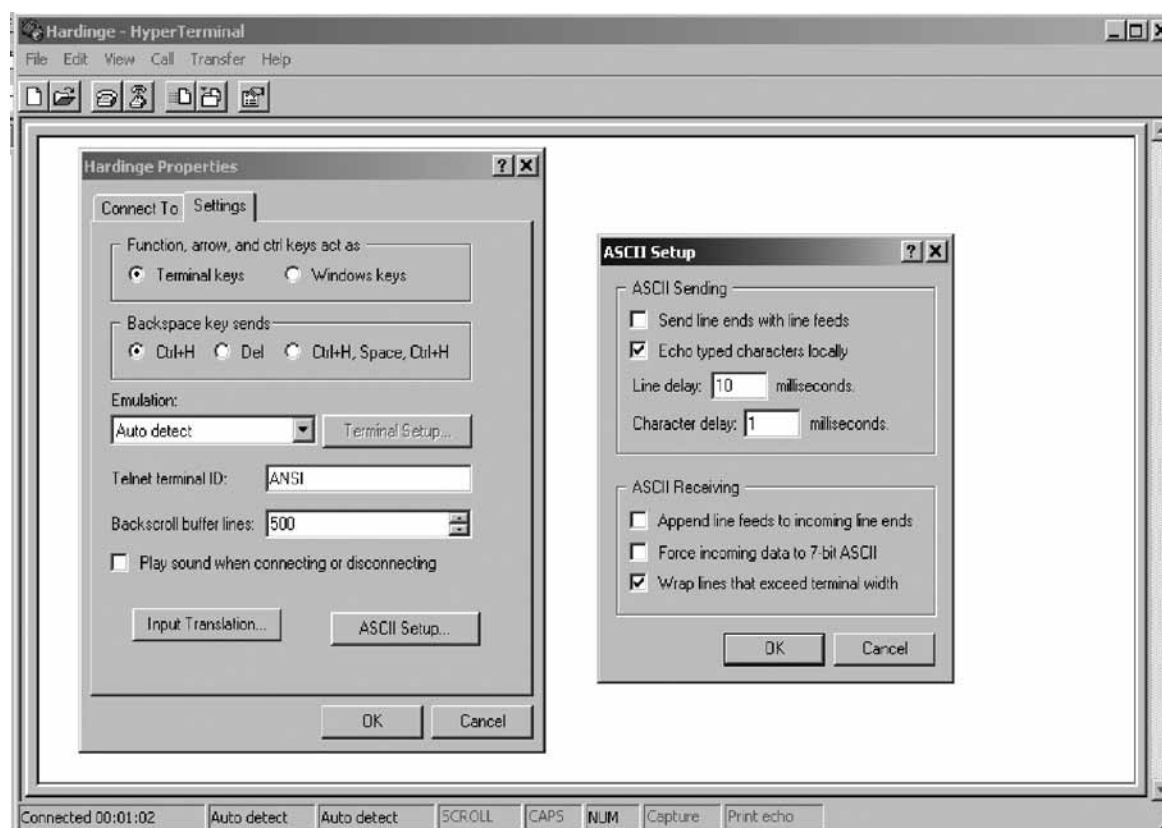 Hardinge - HyperTerminal
File Edit View Call Transfer Help
Hardinge Properties
Connect To Settings
Function, arrow, and ctrl keys act as
Terminal keys Windows keys
Backspace key sends
Ctrl+H Del Ctrl+H, Space, Ctrl+H
Emulation:
Auto detect Terminal Setup...
Telnet terminal ID: ANSI
Backscroll buffer lines: 500
Play sound when connecting or disconnecting
Input Translation... ASCII Setup...
OK Cancel
ASCII Setup
ASCII Sending
Send line ends with line feeds
Echo typed characters locally
Line delay: 10 milliseconds.
Character delay: 1 milliseconds.
ASCII Receiving
Append line feeds to incoming line ends
Force incoming data to 7-bit ASCII
Wrap lines that exceed terminal width
OK Cancel
Connected 00:01:02 Auto detect Auto detect SCROLL CAPS NUM Capture Print echo